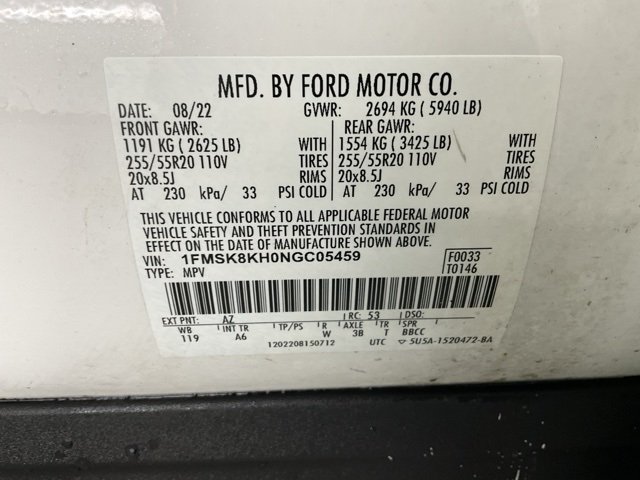 MFD. BY FORD MOTOR CO.
DATE: 08/22 GVWR: 2694 KG ( 5940 LB)
FRONT GAWR: REAR GAWR:
1191 KG ( 2625 LB) WITH 1554 KG ( 3425 LB) WITH
255/55R20 110V TIRES 255/55R20 110V TIRES
20x8.5J RIMS 20x8.5J RIMS
AT 230 kPa/ 33 PSI COLD AT 230 kPa/ 33 PSI COLD
THIS VEHICLE CONFORMS TO ALL APPLICABLE FEDERAL MOTOR
VEHICLE SAFETY AND THEFT PREVENTION STANDARDS IN
EFFECT ON THE DATE OF MANUFACTURE SHOWN ABOVE.
VIN: 1FMSK8KH0NGC05459 F0033
TYPE: MPV T0146
EXT PNT: AZ RC: 53 DSO:
WB INT TR TP/PS R AXLE TR SPR
119 A6 W 3B T BBCC
1202208150712 UTC ▽ 5U5A-1520472-BA